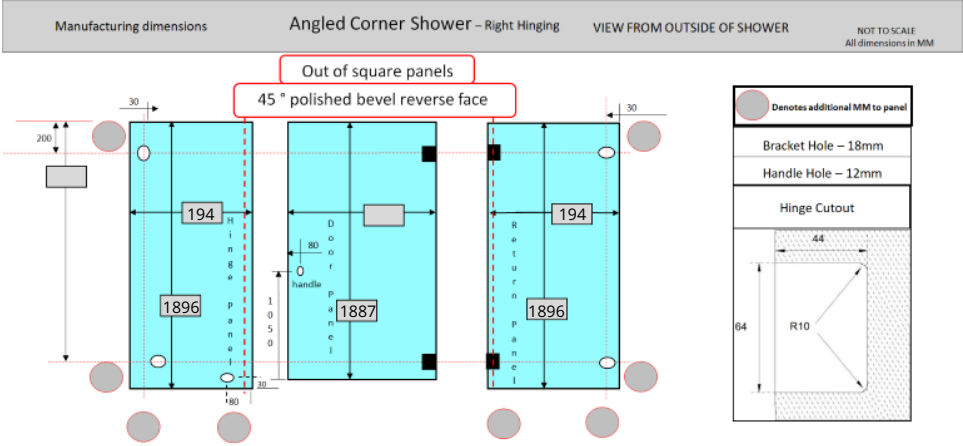 Manufacturing dimensions
Angled Corner Shower – Right Hinging
VIEW FROM OUTSIDE OF SHOWER
NOT TO SCALE
All dimensions in MM
Out of square panels
45 ° polished bevel reverse face
30
30
200
194
194
Hinge Panel
Door Panel
Return Panel
80
handle
1050
1896
1887
1896
30
80
Denotes additional MM to panel
Bracket Hole – 18mm
Handle Hole – 12mm
Hinge Cutout
44
64
R10